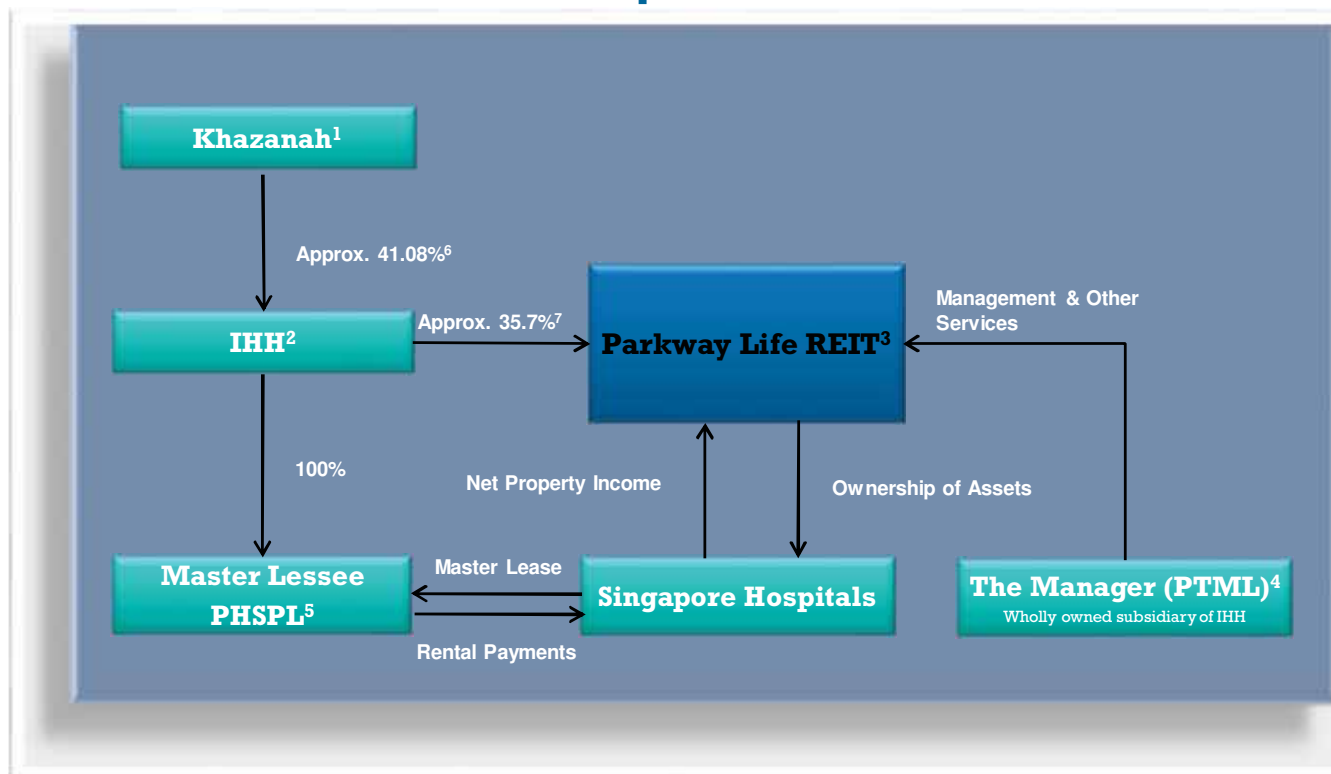 Khazanah¹
Approx. 41.08%⁶
IHH²
Approx. 35.7%⁷
Parkway Life REIT³
Management & Other
Services
100%
Net Property Income
Ownership of Assets
Master Lessee
PHSPL⁵
Master Lease
Rental Payments
Singapore Hospitals
The Manager (PTML)⁴
Wholly owned subsidiary of IHH